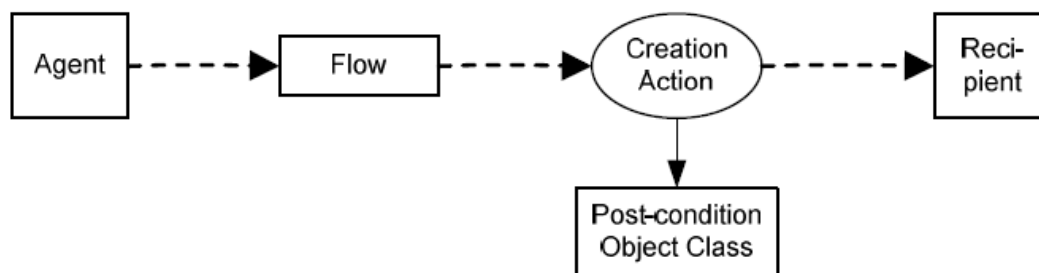 Agent
Flow
Creation
Action
Reci-
pient
Post-condition
Object Class